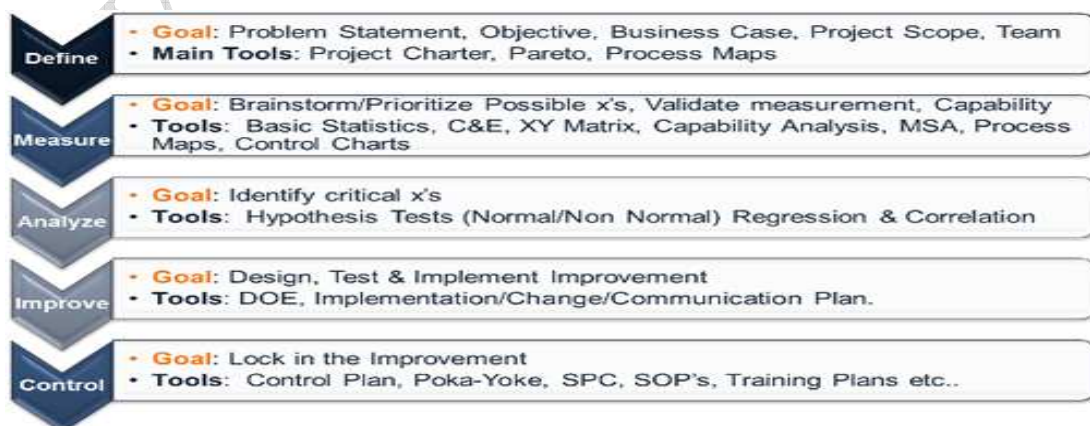 Define
• Goal: Problem Statement, Objective, Business Case, Project Scope, Team
• Main Tools: Project Charter, Pareto, Process Maps
Measure
• Goal: Brainstorm/Prioritize Possible x's, Validate measurement, Capability
• Tools: Basic Statistics, C&E, XY Matrix, Capability Analysis, MSA, Process
Maps, Control Charts
Analyze
• Goal: Identify critical x's
• Tools: Hypothesis Tests (Normal/Non Normal) Regression & Correlation
Improve
• Goal: Design, Test & Implement Improvement
• Tools: DOE, Implementation/Change/Communication Plan.
Control
• Goal: Lock in the Improvement
• Tools: Control Plan, Poka-Yoke, SPC, SOP's, Training Plans etc..